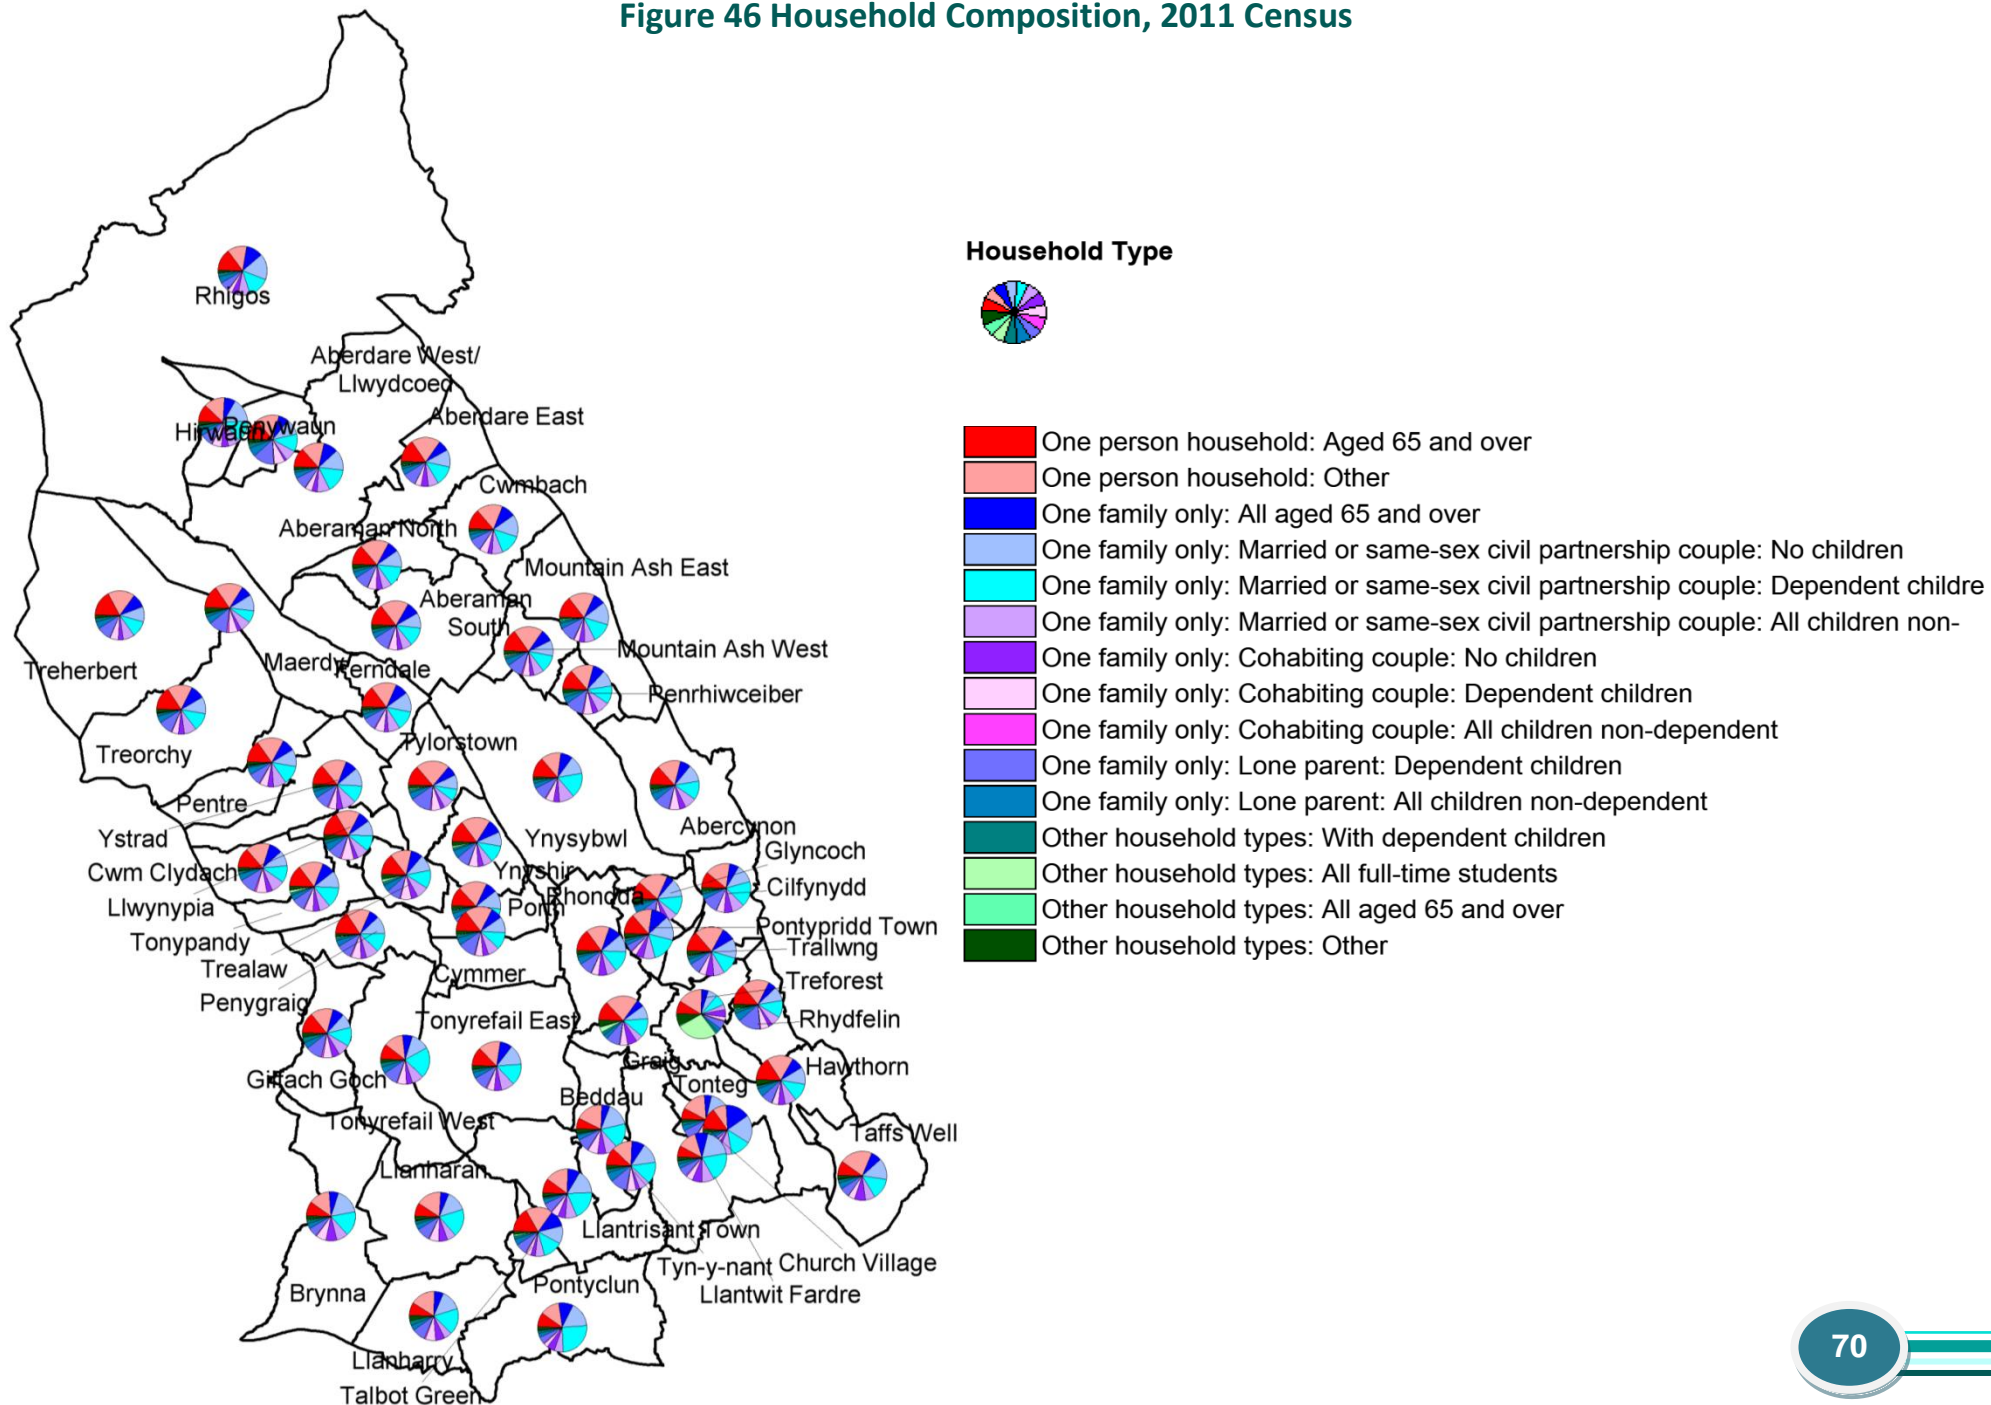 Figure 46 Household Composition, 2011 Census
Rhigos
Aberdare West/
Llwydcoed
Aberdare East
Hirwaun
Penywaun
Cwmbach
Aberaman North
Mountain Ash East
Aberaman
South
Mountain Ash West
Treherbert
Maerdy
Ferndale
Penrhiwceiber
Treorchy
Tylorstown
Pentre
Ystrad
Ynysybwl
Abercynon
Glyncoch
Cwm Clydach
Ynyshir
Cilfynydd
Llwynypia
Porth
Rhondda
Pontypridd Town
Tonypandy
Trallwng
Trealaw
Cymmer
Treforest
Penygraig
Tonyrefail East
Rhydfelin
Graig
Hawthorn
Gilfach Goch
Tonteg
Beddau
Tonyrefail West
Taffs Well
Llanharan
Llantrisant Town
Tyn-y-nant
Church Village
Brynna
Pontyclun
Llantwit Fardre
Llanharry
Talbot Green
Household Type
One person household: Aged 65 and over
One person household: Other
One family only: All aged 65 and over
One family only: Married or same-sex civil partnership couple: No children
One family only: Married or same-sex civil partnership couple: Dependent childre
One family only: Married or same-sex civil partnership couple: All children non-
One family only: Cohabiting couple: No children
One family only: Cohabiting couple: Dependent children
One family only: Cohabiting couple: All children non-dependent
One family only: Lone parent: Dependent children
One family only: Lone parent: All children non-dependent
Other household types: With dependent children
Other household types: All full-time students
Other household types: All aged 65 and over
Other household types: Other
70